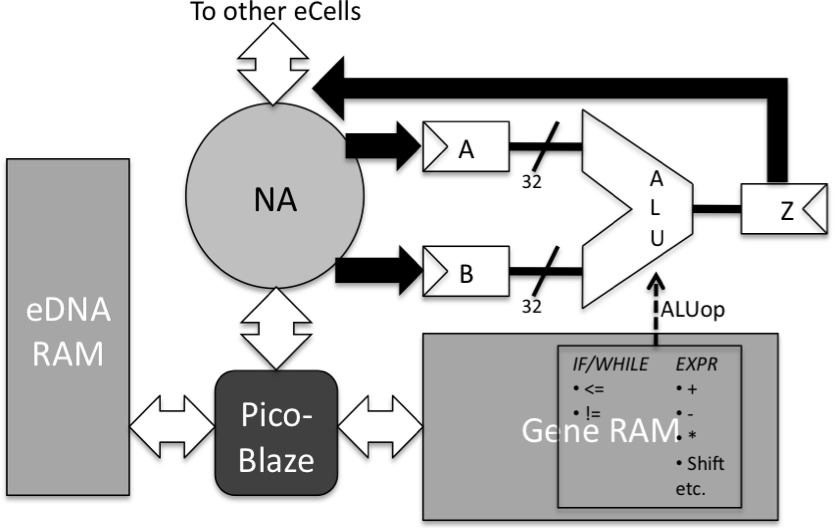 To other eCells
NA
A
32
A
L
U
Z
B
32
eDNA
RAM
ALUop
Pico-
Blaze
Gene RAM
IF/WHILE
• <=
• !=
EXPR
• +
• -
• *
• Shift
etc.